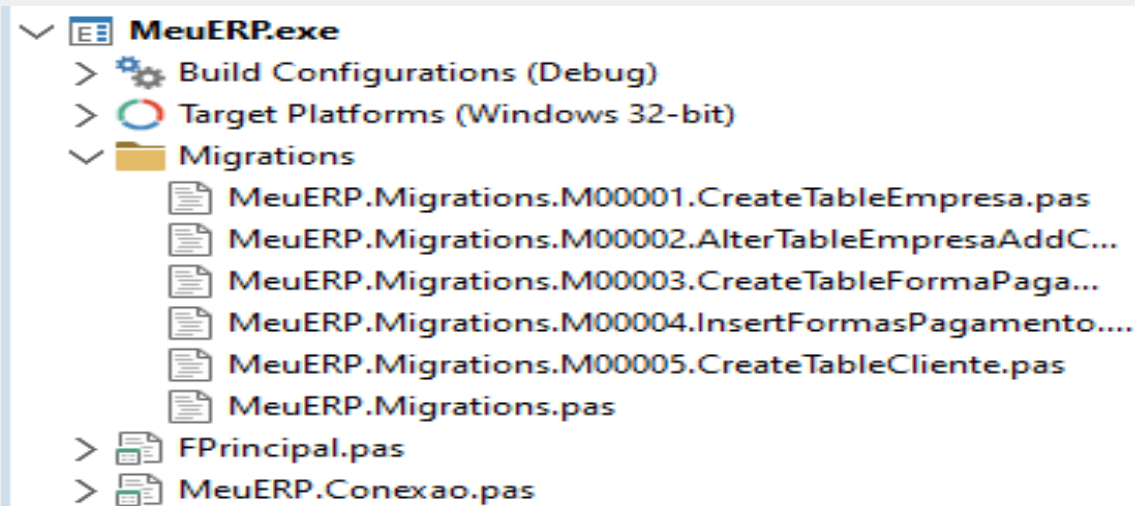 MeuERP.exe
Build Configurations (Debug)
Target Platforms (Windows 32-bit)
Migrations
MeuERP.Migrations.M00001.CreateTableEmpresa.pas
MeuERP.Migrations.M00002.AlterTableEmpresaAddC...
MeuERP.Migrations.M00003.CreateTableFormaPaga...
MeuERP.Migrations.M00004.InsertFormasPagamento....
MeuERP.Migrations.M00005.CreateTableCliente.pas
MeuERP.Migrations.pas
FPrincipal.pas
MeuERP.Conexao.pas